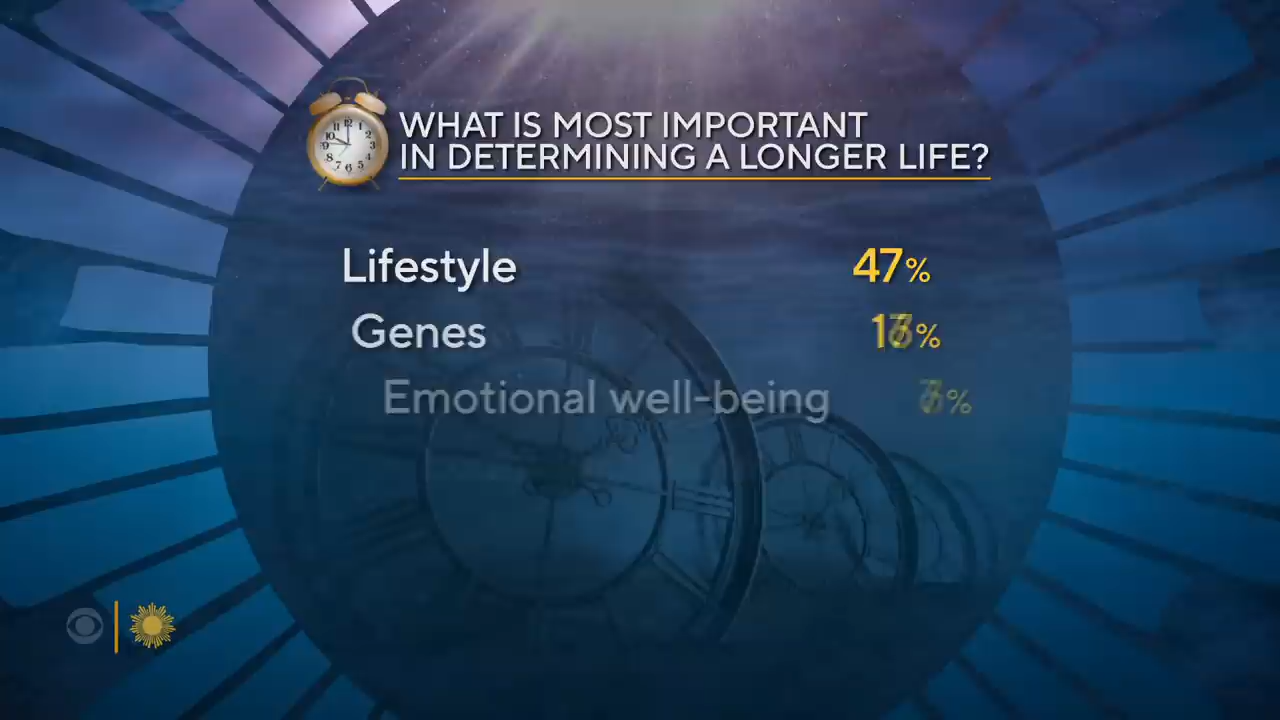 WHAT IS MOST IMPORTANT
IN DETERMINING A LONGER LIFE?
Lifestyle 47%
Genes
Emotional well-being